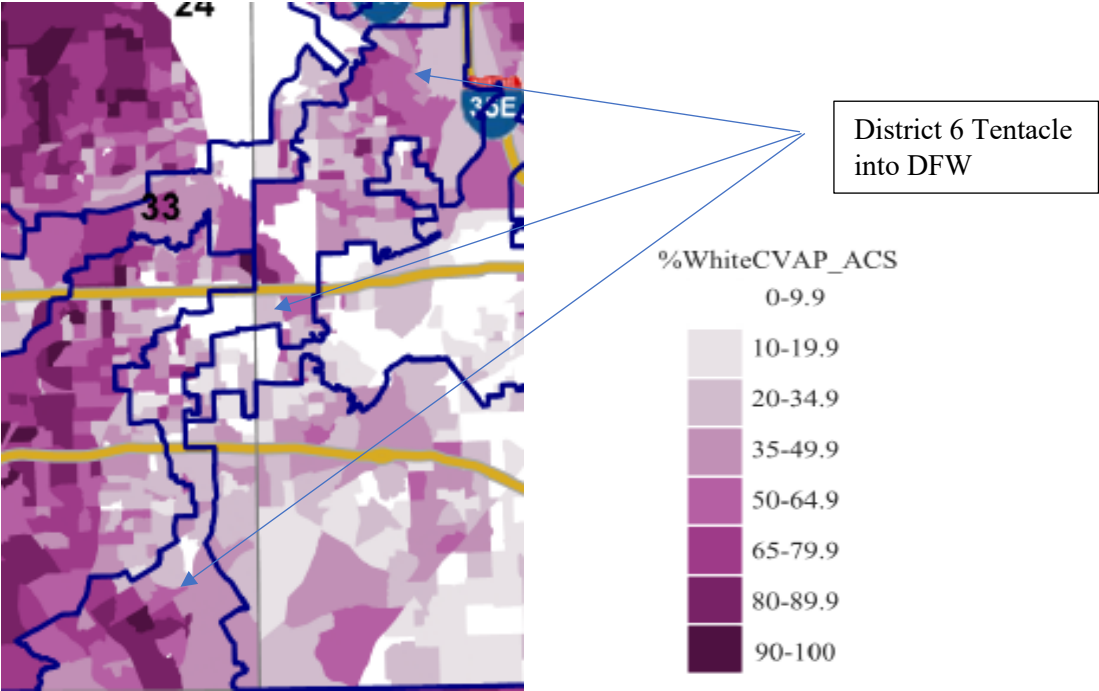 24
35E
33
District 6 Tentacle
into DFW
%WhiteCVAP_ACS
0-9.9
10-19.9
20-34.9
35-49.9
50-64.9
65-79.9
80-89.9
90-100